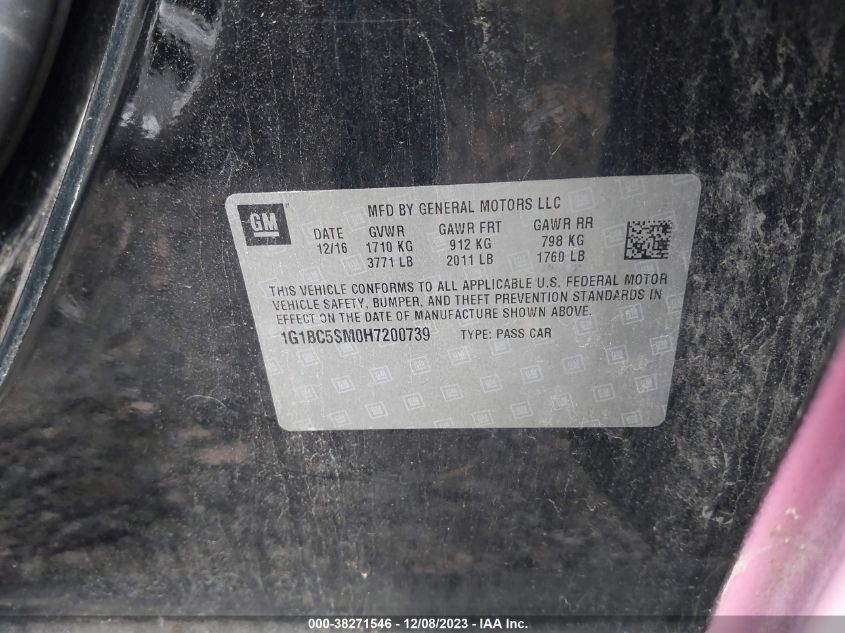 MFD BY GENERAL MOTORS LLC
GM
DATE GVWR GAWR FRT GAWR RR
12/16 1710 KG 912 KG 798 KG
3771 LB 2011 LB 1760 LB
THIS VEHICLE CONFORMS TO ALL APPLICABLE U.S. FEDERAL MOTOR
VEHICLE SAFETY, BUMPER, AND THEFT PREVENTION STANDARDS IN
EFFECT ON THE DATE OF MANUFACTURE SHOWN ABOVE.
1G1BC5SM0H7200739 TYPE: PASS CAR
000-38271546 - 12/08/2023 - IAA Inc.